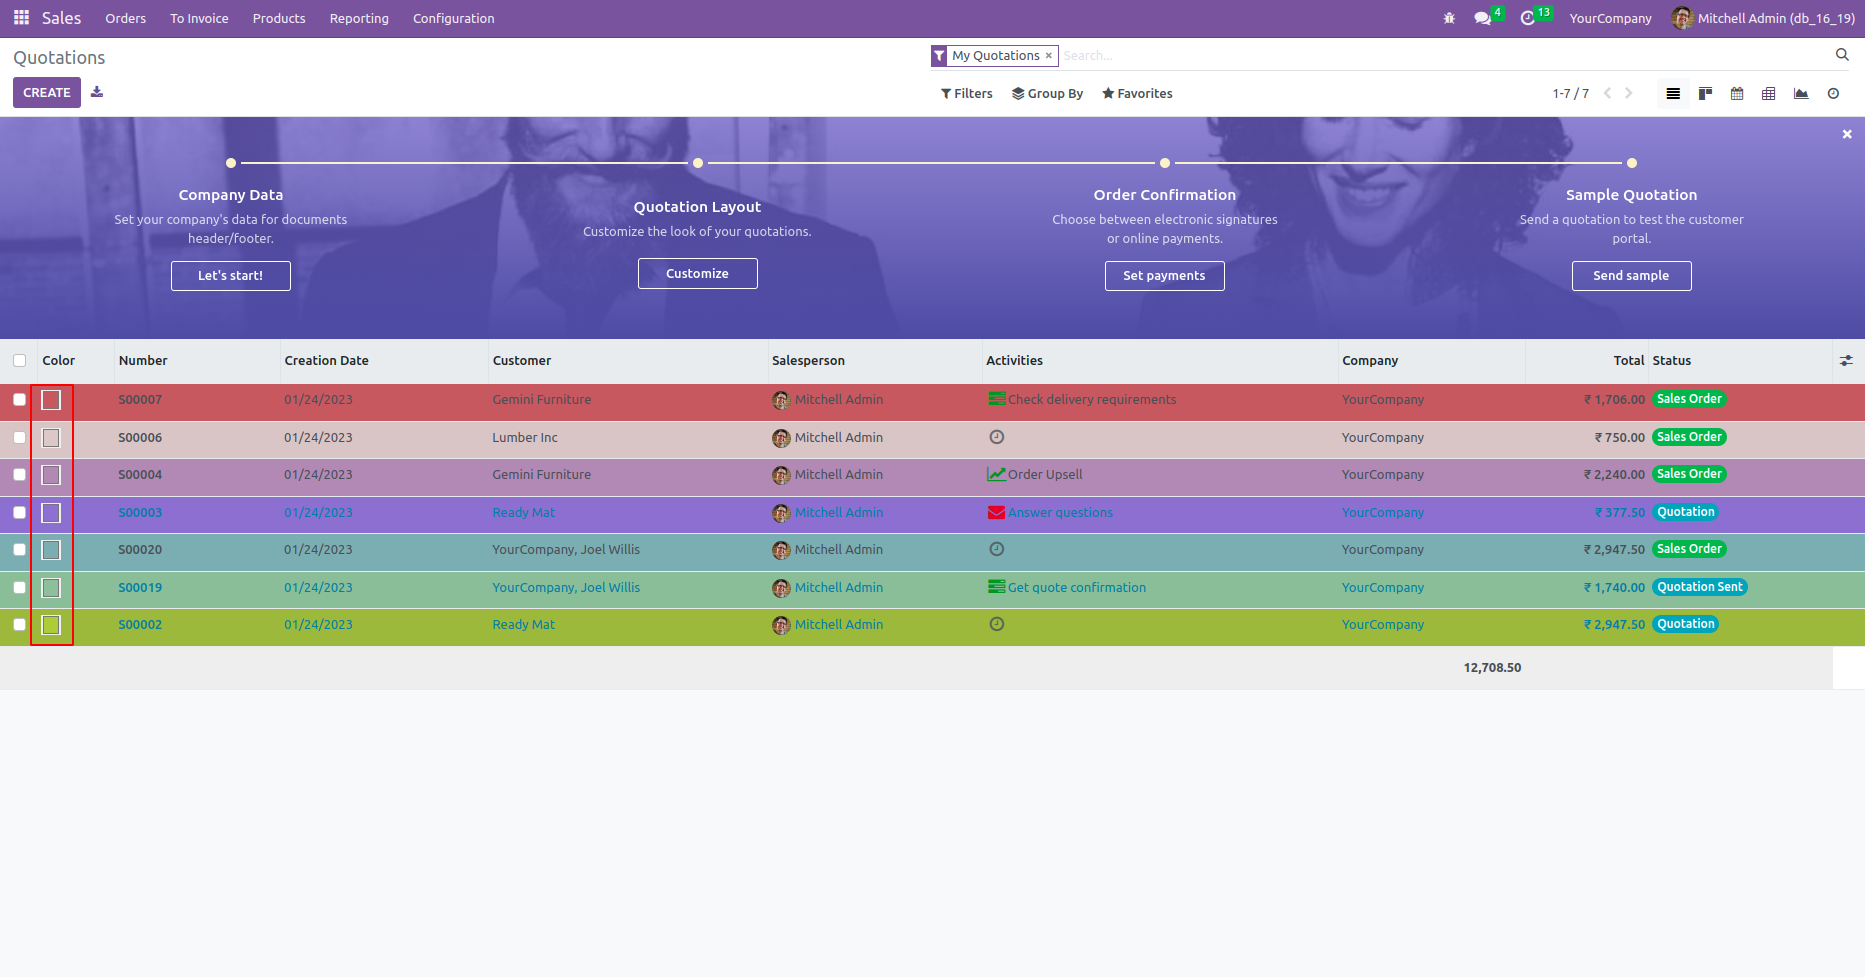 Sales Orders To Invoice Products Reporting Configuration 4 13 YourCompany Mitchell Admin (db_16_19)
Quotations
My Quotations × Search...
CREATE
Filters Group By Favorites 1-7 / 7
×
Company Data
Set your company's data for documents
header/footer.
Let's start!
Quotation Layout
Customize the look of your quotations.
Customize
Order Confirmation
Choose between electronic signatures
or online payments.
Set payments
Sample Quotation
Send a quotation to test the customer
portal.
Send sample
Color Number Creation Date Customer Salesperson Activities Company Total Status
S00007 01/24/2023 Gemini Furniture Mitchell Admin Check delivery requirements YourCompany ₹ 1,706.00 Sales Order
S00006 01/24/2023 Lumber Inc Mitchell Admin YourCompany ₹ 750.00 Sales Order
S00004 01/24/2023 Gemini Furniture Mitchell Admin Order Upsell YourCompany ₹ 2,240.00 Sales Order
S00003 01/24/2023 Ready Mat Mitchell Admin Answer questions YourCompany ₹ 377.50 Quotation
S00020 01/24/2023 YourCompany, Joel Willis Mitchell Admin YourCompany ₹ 2,947.50 Sales Order
S00019 01/24/2023 YourCompany, Joel Willis Mitchell Admin Get quote confirmation YourCompany ₹ 1,740.00 Quotation Sent
S00002 01/24/2023 Ready Mat Mitchell Admin YourCompany ₹ 2,947.50 Quotation
12,708.50